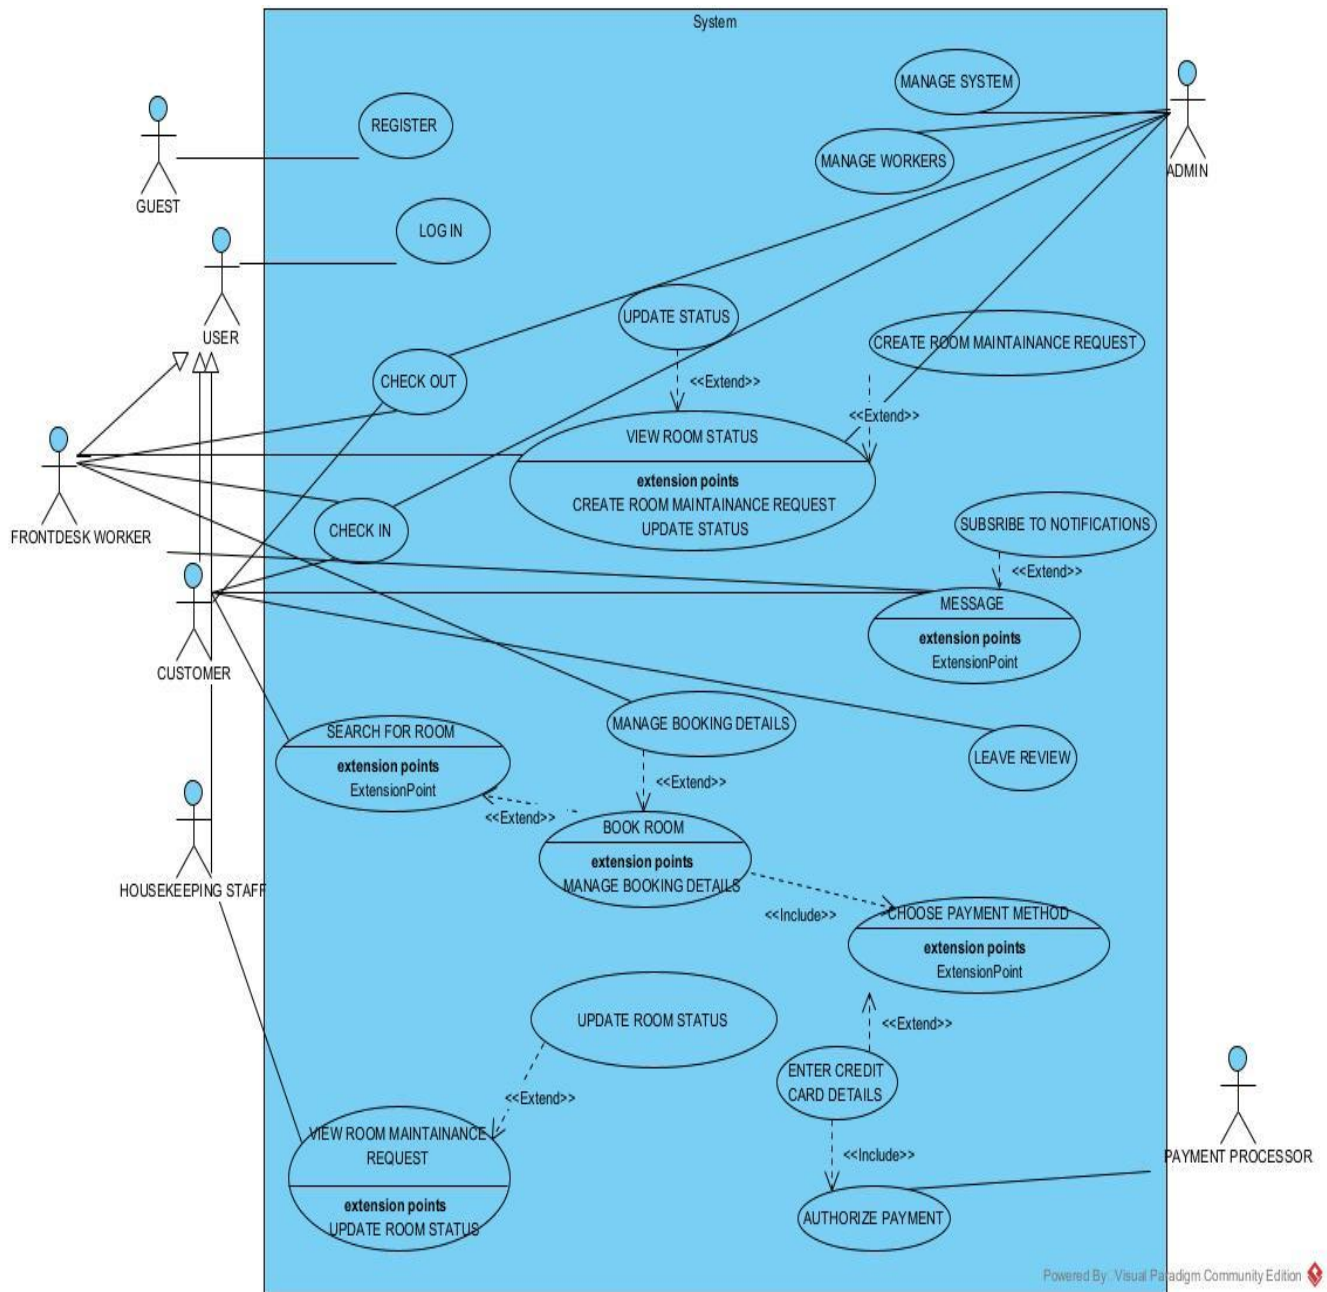 System
MANAGE SYSTEM
REGISTER
MANAGE WORKERS
ADMIN
GUEST
LOG IN
UPDATE STATUS
USER
CREATE ROOM MAINTAINANCE REQUEST
CHECK OUT
<<Extend>>
<<Extend>>
VIEW ROOM STATUS
extension points
CREATE ROOM MAINTAINANCE REQUEST
UPDATE STATUS
FRONTDESK WORKER
CHECK IN
SUBSRIBE TO NOTIFICATIONS
<<Extend>>
MESSAGE
extension points
ExtensionPoint
CUSTOMER
MANAGE BOOKING DETAILS
SEARCH FOR ROOM
extension points
ExtensionPoint
LEAVE REVIEW
<<Extend>>
<<Extend>>
BOOK ROOM
extension points
MANAGE BOOKING DETAILS
HOUSEKEEPING STAFF
<<Include>>
CHOOSE PAYMENT METHOD
extension points
ExtensionPoint
UPDATE ROOM STATUS
<<Extend>>
ENTER CREDIT
CARD DETAILS
<<Extend>>
VIEW ROOM MAINTAINANCE
REQUEST
extension points
UPDATE ROOM STATUS
<<Include>>
PAYMENT PROCESSOR
AUTHORIZE PAYMENT
Powered By Visual Paradigm Community Edition